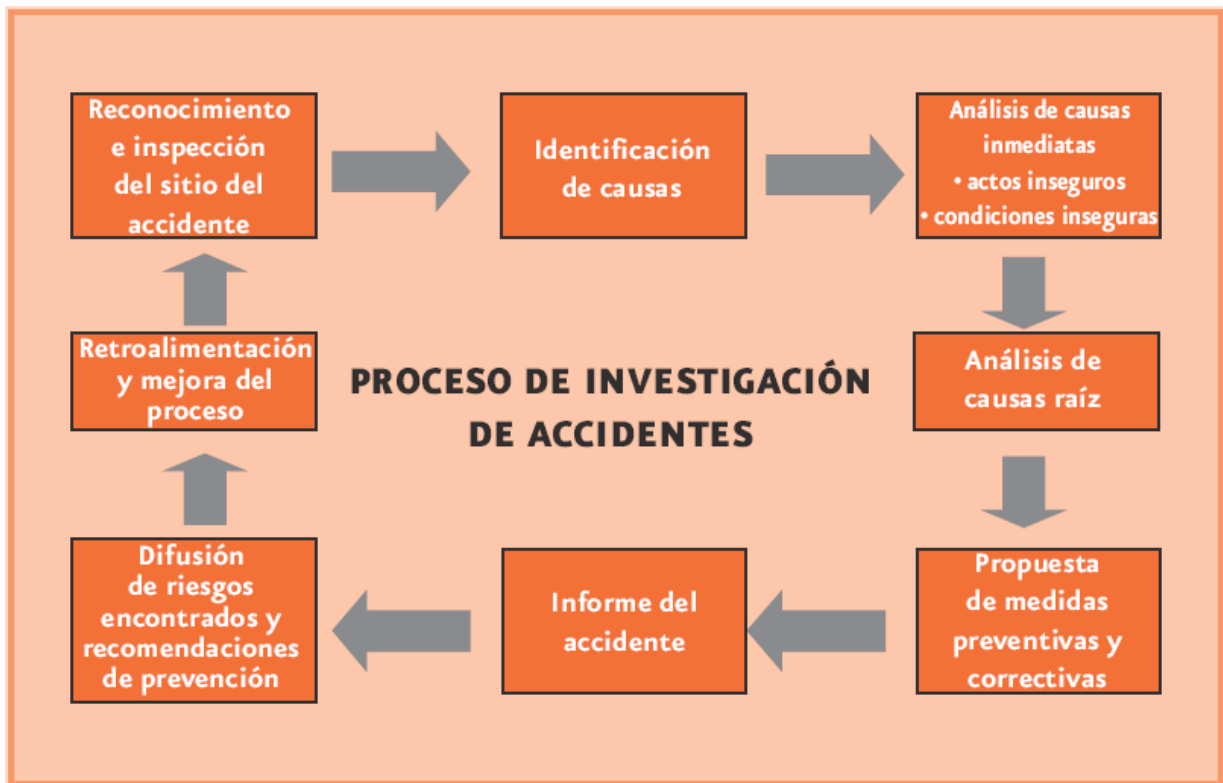 Reconocimiento
e inspección
del sitio del
accidente
Identificación
de causas
Análisis de causas
inmediatas
• actos inseguros
• condiciones inseguras
Retroalimentación
y mejora del
proceso
PROCESO DE INVESTIGACIÓN
DE ACCIDENTES
Análisis de
causas raíz
Difusión
de riesgos
encontrados y
recomendaciones
de prevención
Informe del
accidente
Propuesta
de medidas
preventivas y
correctivas